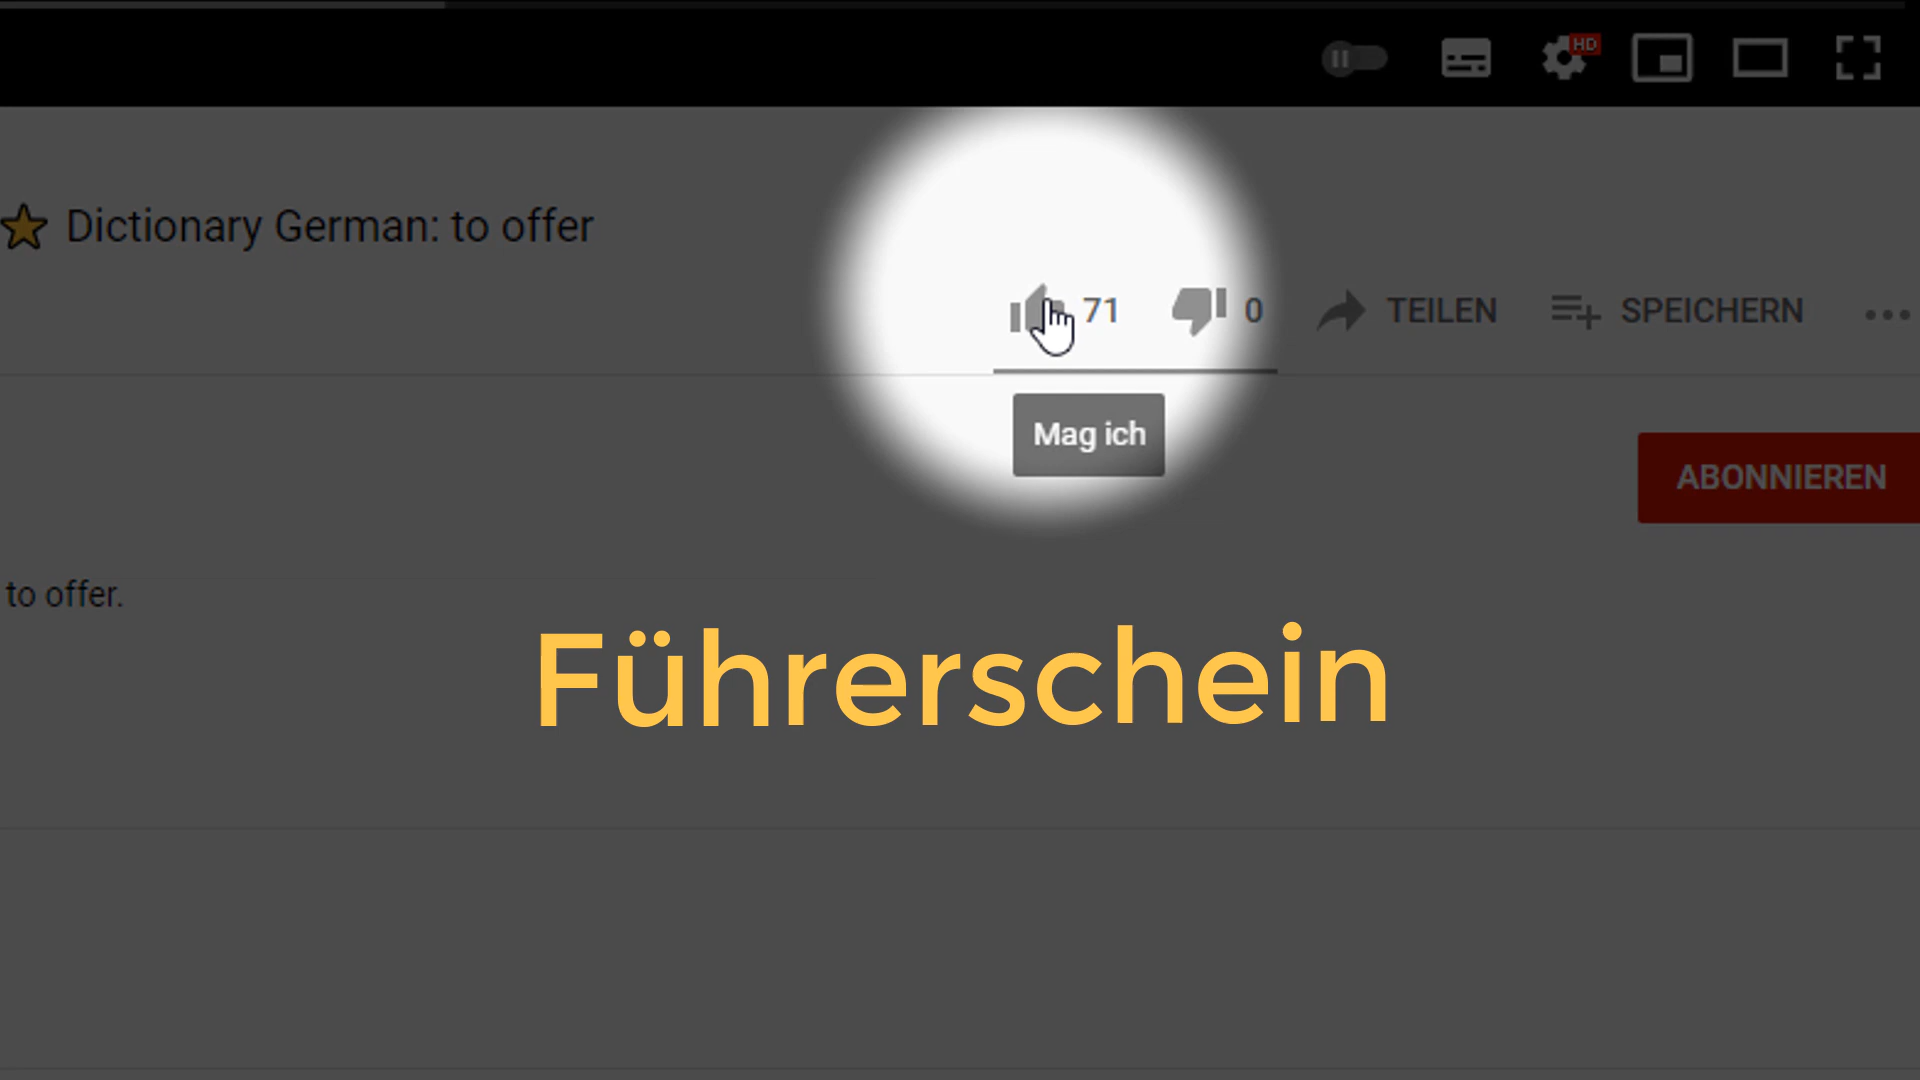 HD
Dictionary German: to offer
71 0 TEILEN SPEICHERN
Mag ich
ABONNIEREN
to offer.
Führerschein